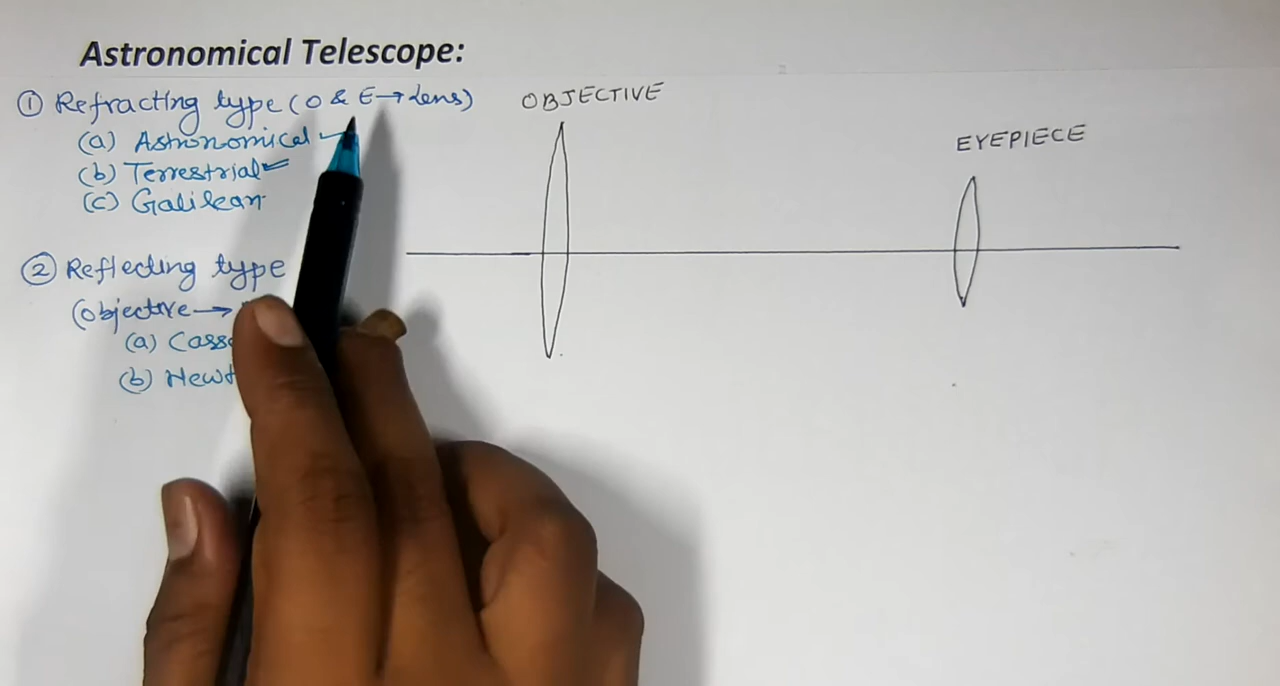 Astronomical Telescope:
① Refracting type (O & E → Lens)
(a) Astronomical
(b) Terrestrial
(c) Galilean
② Reflecting type
(Objective →
(a)
(b)
OBJECTIVE
EYEPIECE